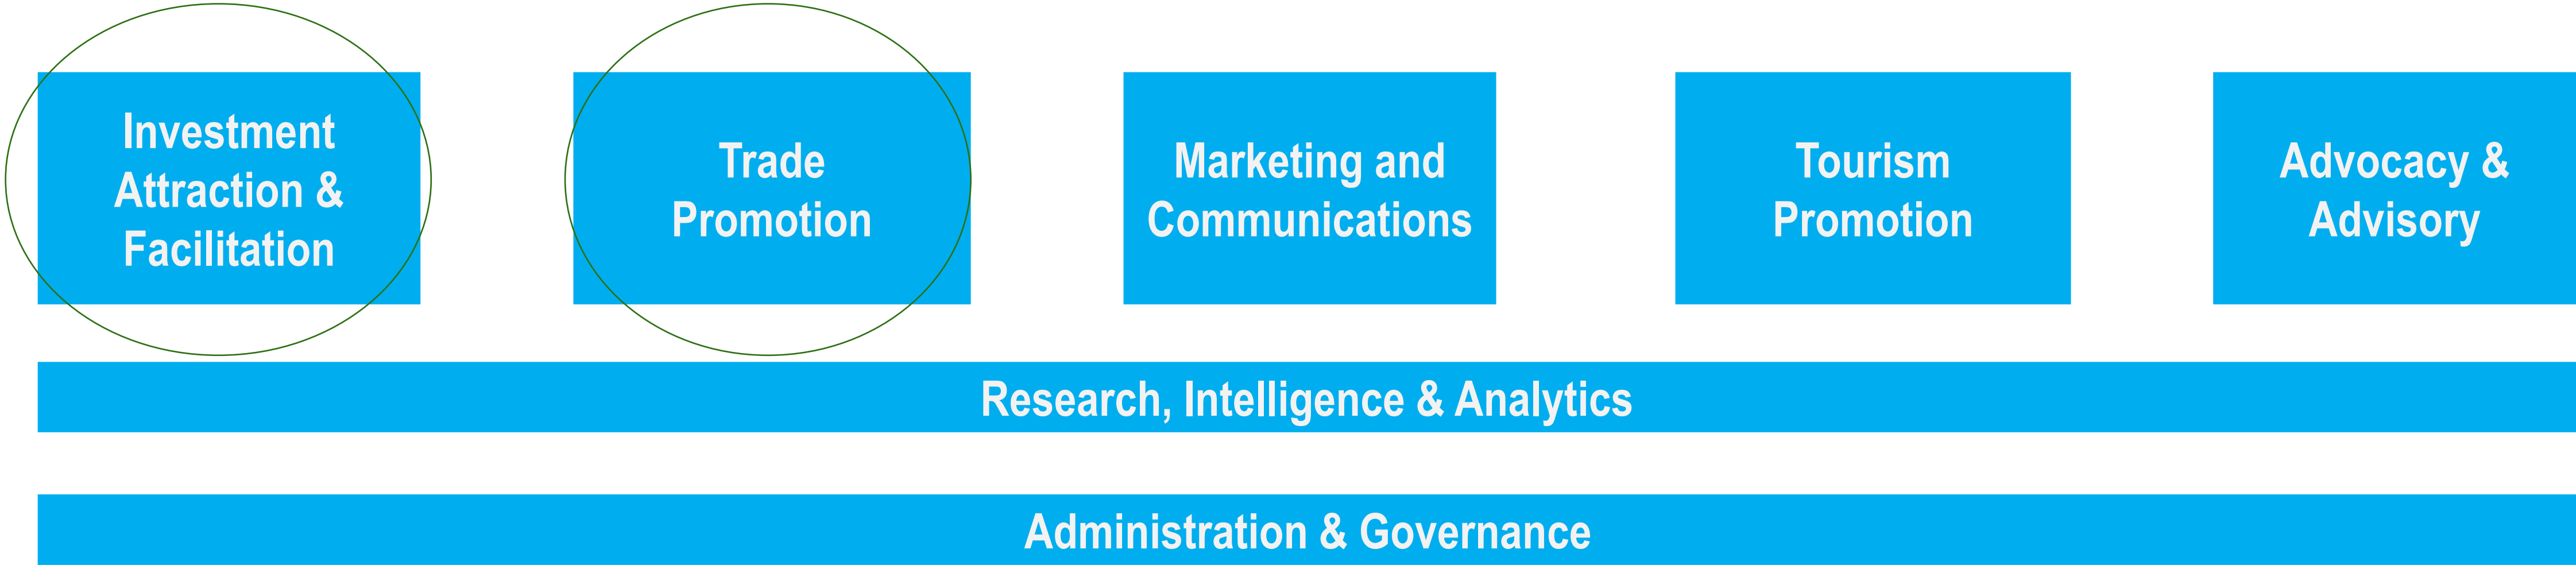 Investment
Attraction &
Facilitation
Trade
Promotion
Marketing and
Communications
Tourism
Promotion
Advocacy &
Advisory
Research, Intelligence & Analytics
Administration & Governance